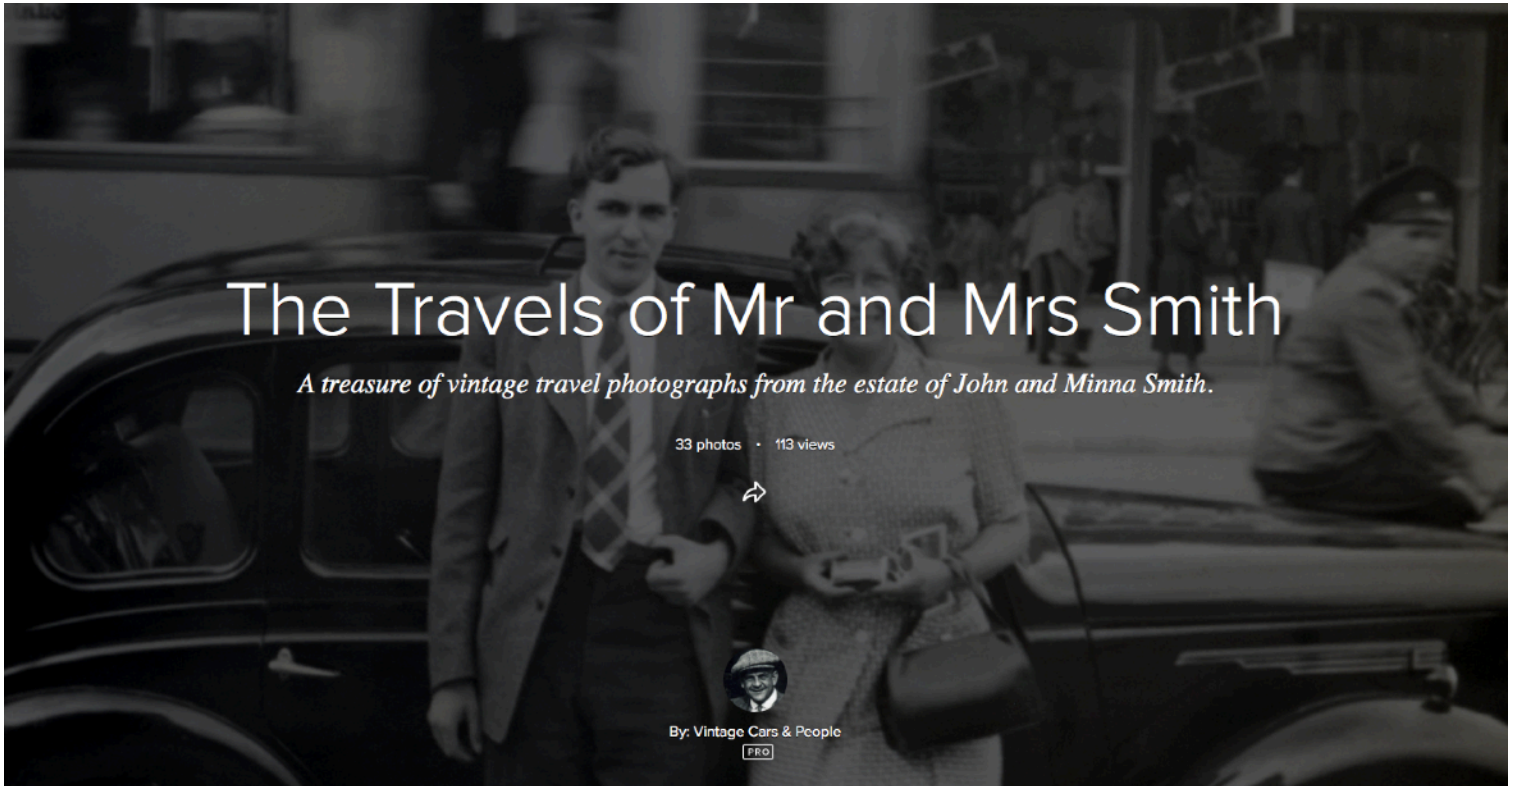 The Travels of Mr and Mrs Smith
A treasure of vintage travel photographs from the estate of John and Minna Smith.
33 photos • 113 views
By: Vintage Cars & People
PRO